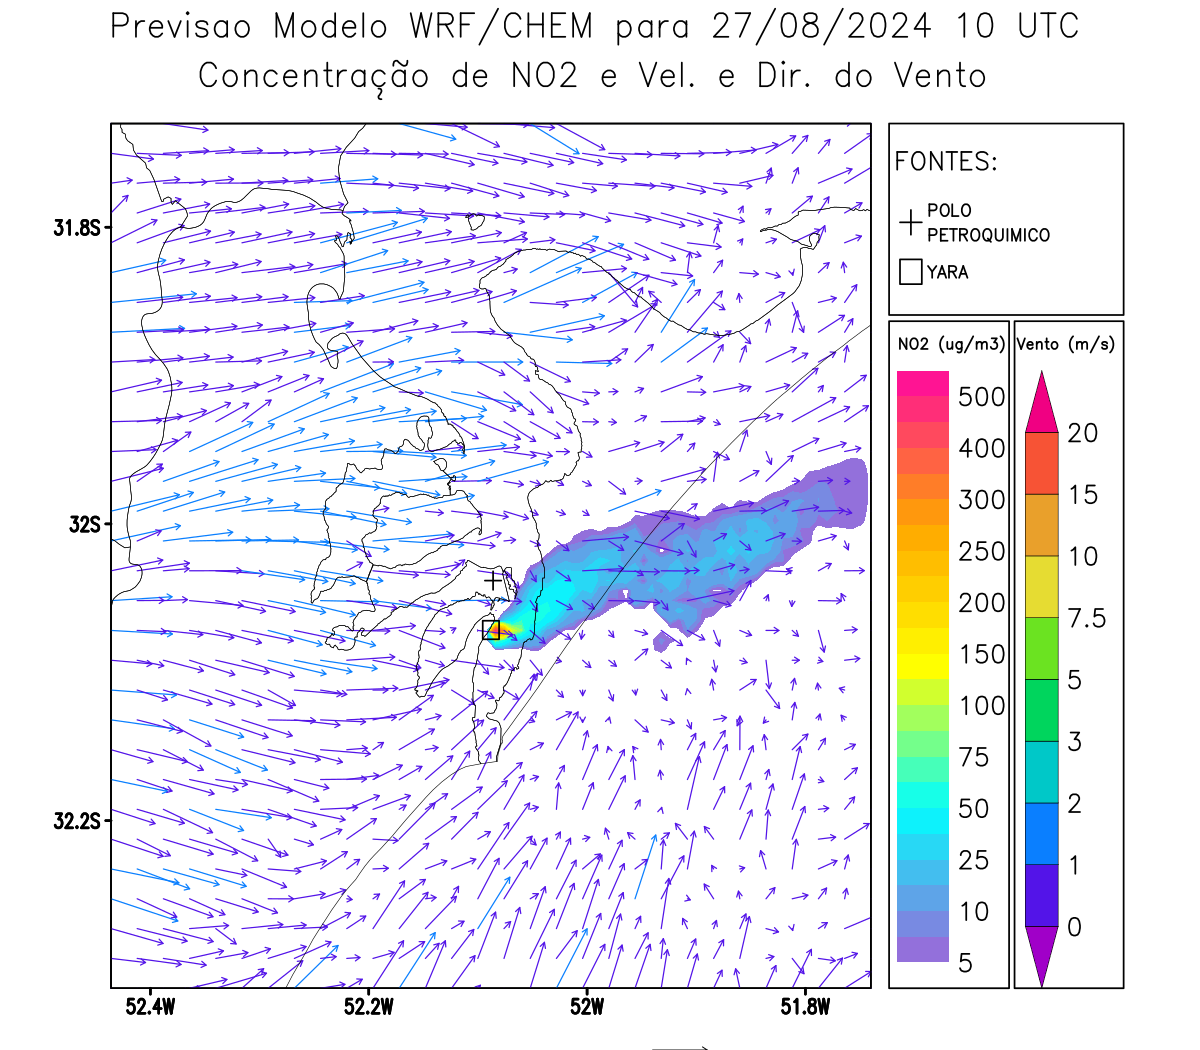 Previsao Modelo WRF/CHEM para 27/08/2024 10 UTC
Concentração de NO2 e Vel. e Dir. do Vento
FONTES:
POLO
PETROQUIMICO
YARA
NO2 (ug/m3)
500
400
300
250
200
150
100
75
50
25
10
5
Vento (m/s)
20
15
10
7.5
5
3
2
1
0
31.8S
32S
32.2S
52.4W
52.2W
52W
51.8W